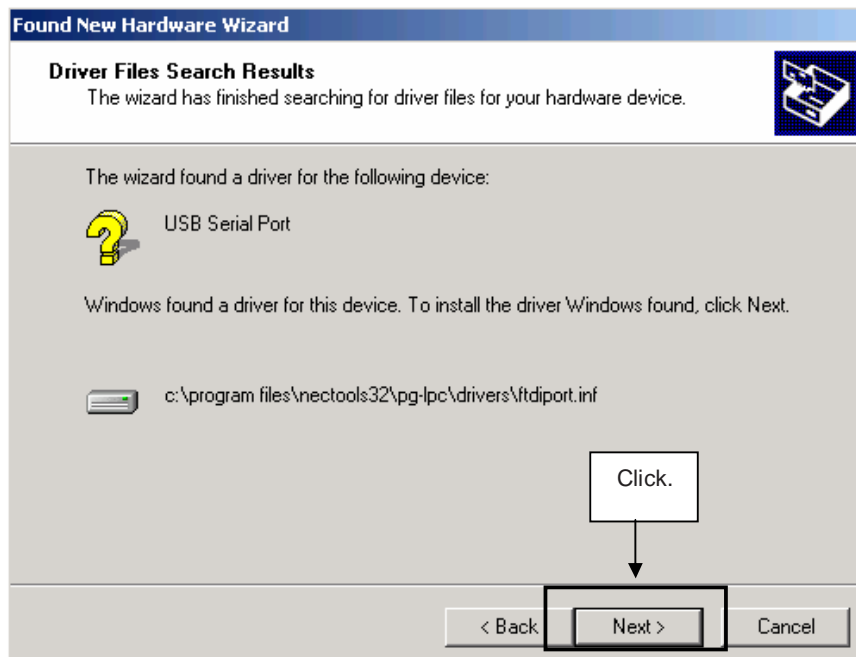 Found New Hardware Wizard
Driver Files Search Results
The wizard has finished searching for driver files for your hardware device.
The wizard found a driver for the following device:
USB Serial Port
Windows found a driver for this device. To install the driver Windows found, click Next.
c:\program files\nectools32\pg-lpc\drivers\ftdiport.inf
Click.
< Back
Next >
Cancel